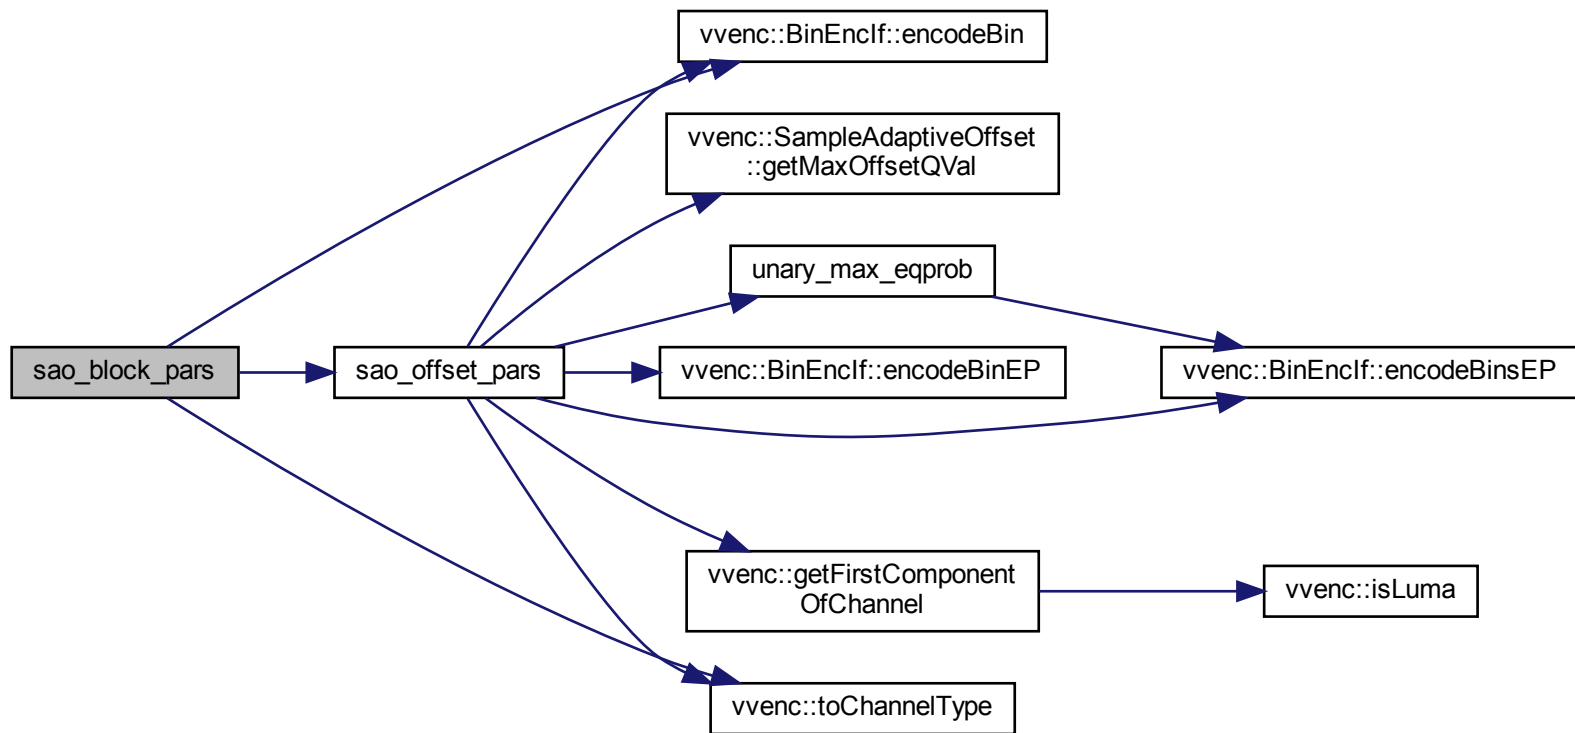 vvenc::BinEncIf::encodeBin
vvenc::SampleAdaptiveOffset
::getMaxOffsetQVal
unary_max_eqprob
sao_block_pars
sao_offset_pars
vvenc::BinEncIf::encodeBinEP
vvenc::BinEncIf::encodeBinsEP
vvenc::getFirstComponent
OfChannel
vvenc::isLuma
vvenc::toChannelType